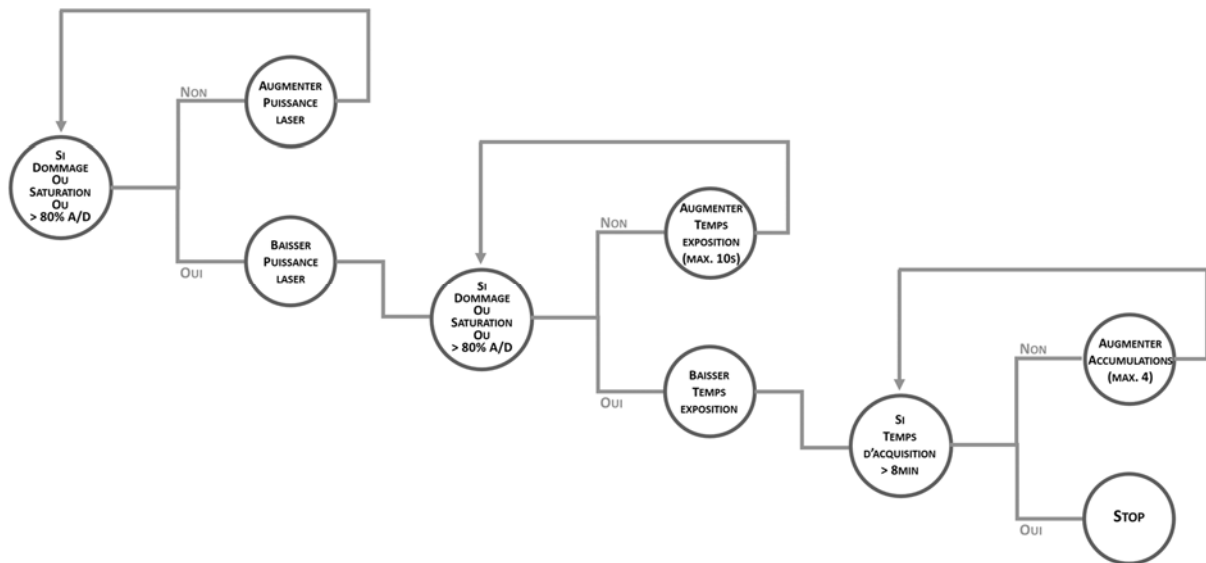 Non
Augmenter
Puissance
laser
Si
Dommage
Ou
Saturation
Ou
> 80% A/D
Oui
Baisser
Puissance
laser
Non
Augmenter
Temps
exposition
(max. 10s)
Si
Dommage
Ou
Saturation
Ou
> 80% A/D
Oui
Baisser
Temps
exposition
Non
Augmenter
Accumulations
(max. 4)
Si
Temps
d'acquisition
> 8min
Oui
Stop